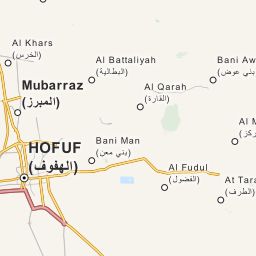 Al Khars
(الخرس)
Al Battaliyah
(البطالية)
Bani Aw
(بني عوض
Mubarraz
(المبرز)
Al Qarah
(القارة)
HOFUF
(الهفوف)
Bani Man
(بني معن)
Al M
Al Fudul
(الفضول)
At Tara
(الطرف)